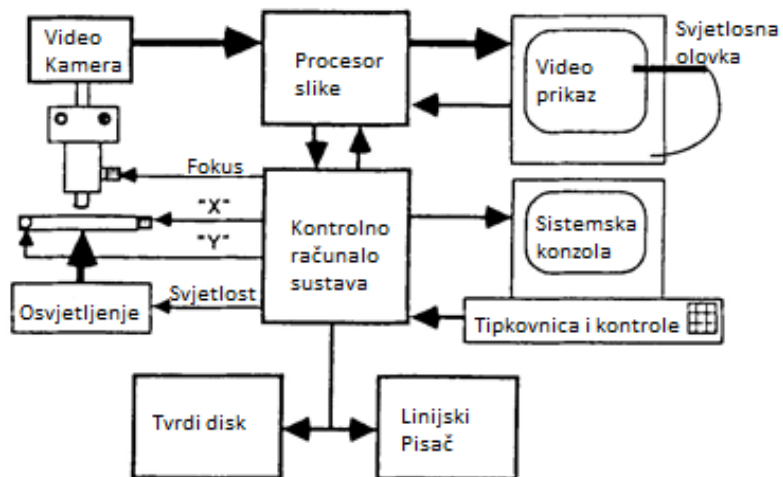 Video
Kamera
Procesor
slike
Video
prikaz
Svjetlosna
olovka
Fokus
"X"
"Y"
Svjetlost
Osvjetljenje
Kontrolno
računalo
sustava
Sistemska
konzola
Tipkovnica i kontrole
Tvrdi disk
Linijski
Pisač